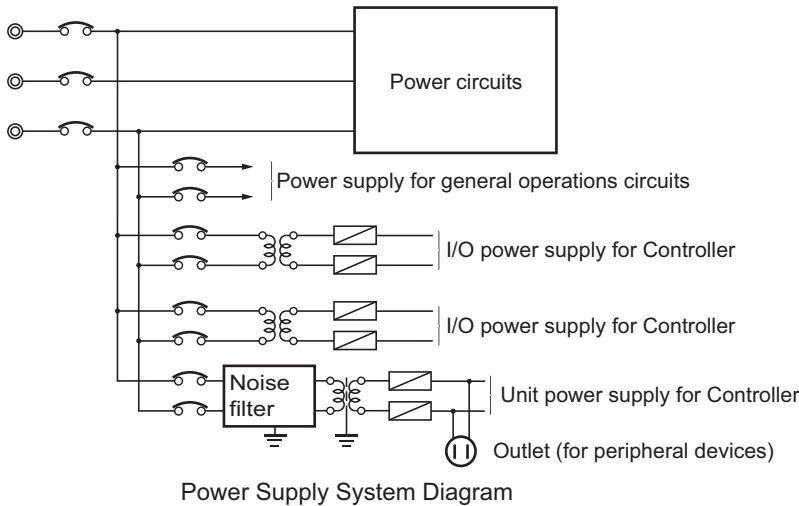 Power circuits
Power supply for general operations circuits
I/O power supply for Controller
I/O power supply for Controller
Noise
filter
Unit power supply for Controller
Outlet (for peripheral devices)
Power Supply System Diagram